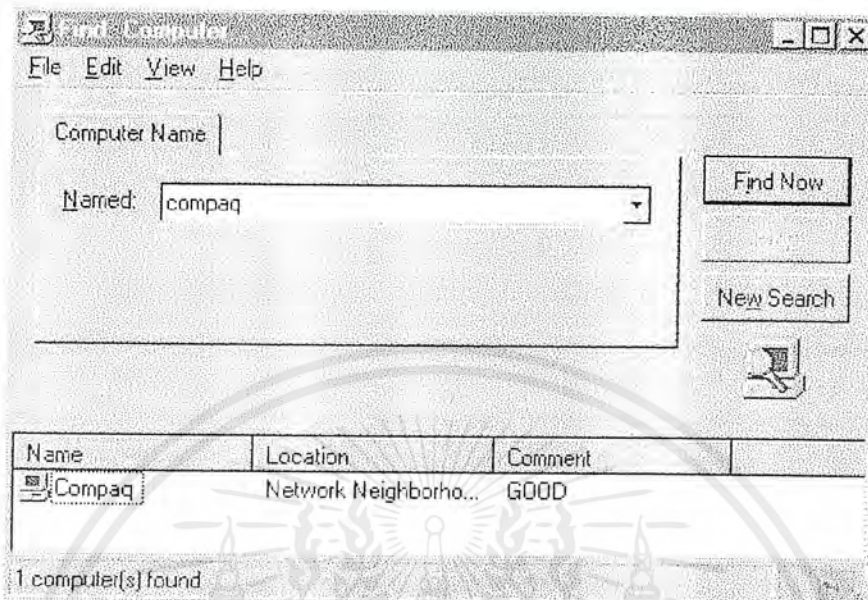 Find: Computer
File Edit View Help
Computer Name
Named: compaq
Find Now
New Search
Name Location Comment
Compaq Network Neighborho... GOOD
1 computer(s) found